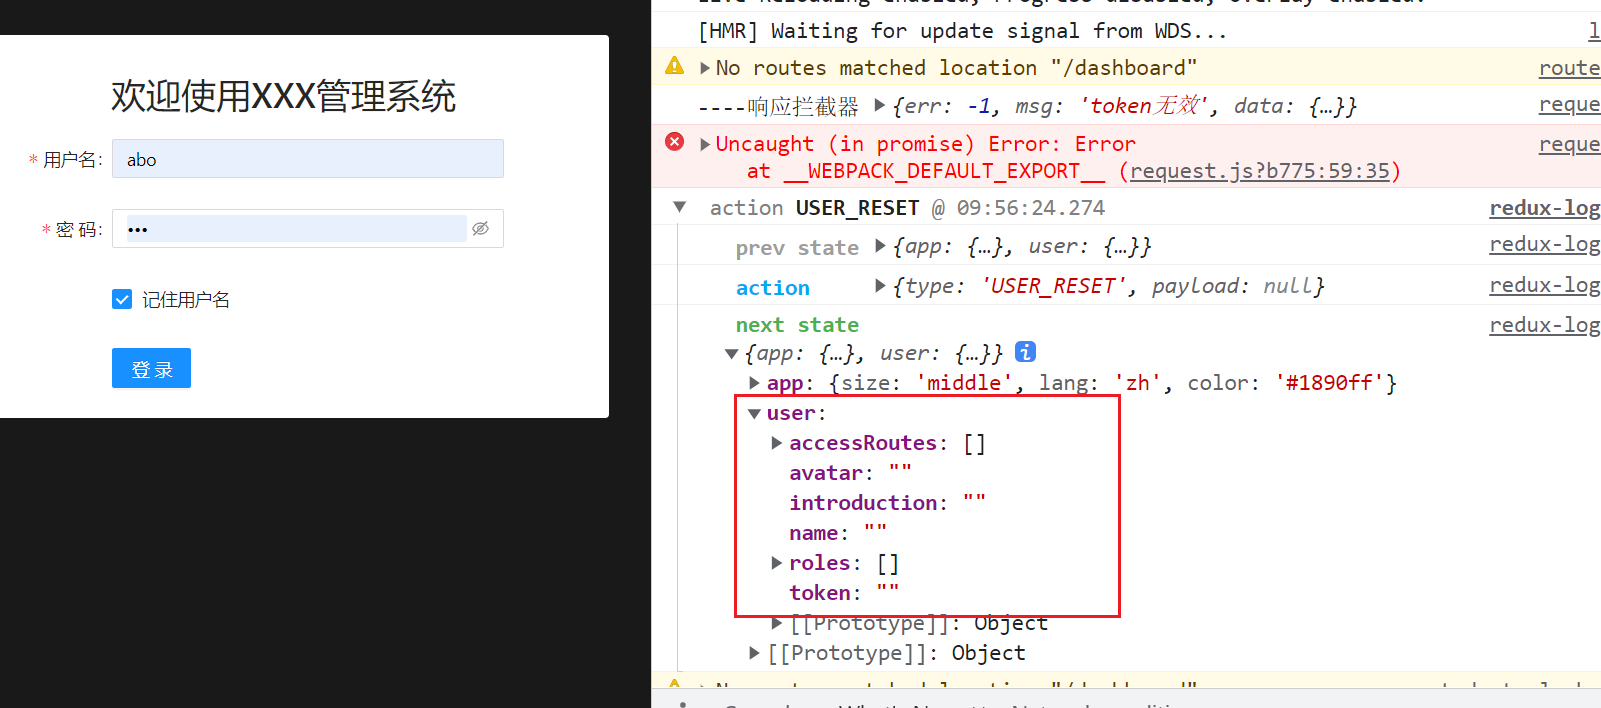 欢迎使用XXX管理系统
* 用户名:
abo
* 密 码:
•••
记住用户名
登 录
[HMR] Waiting for update signal from WDS...
No routes matched location "/dashboard"
route
----响应拦截器 {err: -1, msg: 'token无效', data: {…}}
reque
Uncaught (in promise) Error: Error
reque
at __WEBPACK_DEFAULT_EXPORT__ (request.js?b775:59:35)
action USER_RESET @ 09:56:24.274
redux-log
prev state {app: {…}, user: {…}}
redux-log
action {type: 'USER_RESET', payload: null}
redux-log
next state
redux-log
{app: {…}, user: {…}}
app: {size: 'middle', lang: 'zh', color: '#1890ff'}
user:
accessRoutes: []
avatar: ""
introduction: ""
name: ""
roles: []
token: ""
[[Prototype]]: Object
[[Prototype]]: Object